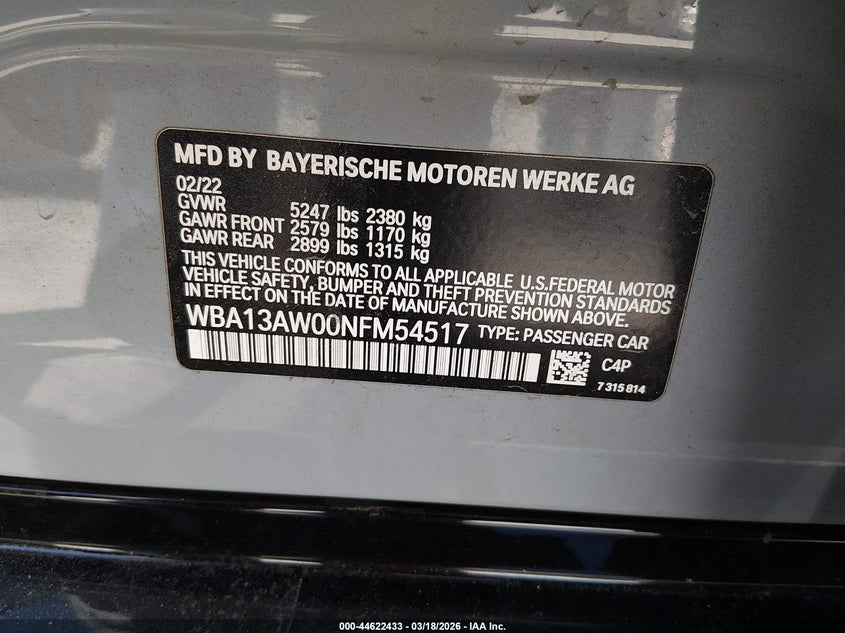 MFD BY BAYERISCHE MOTOREN WERKE AG
02/22
GVWR 5247 lbs 2380 kg
GAWR FRONT 2579 lbs 1170 kg
GAWR REAR 2899 lbs 1315 kg
THIS VEHICLE CONFORMS TO ALL APPLICABLE U.S.FEDERAL MOTOR
VEHICLE SAFETY, BUMPER AND THEFT PREVENTION STANDARDS
IN EFFECT ON THE DATE OF MANUFACTURE SHOWN ABOVE.
WBA13AW00NFM54517 TYPE: PASSENGER CAR
C4P
7315814
000-44622433 - 03/18/2026 - IAA Inc.